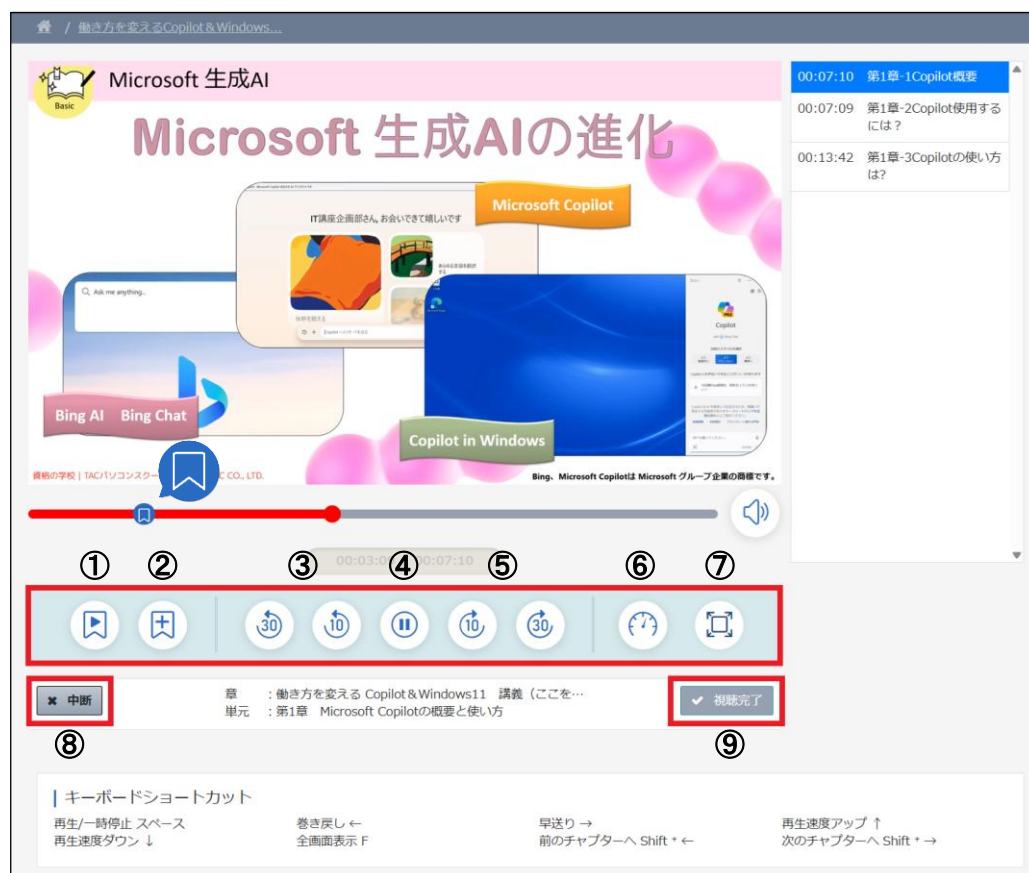 / 働き方を変えるCopilot&Windows...
Basic
Microsoft 生成AI
Microsoft 生成AIの進化
Microsoft Copilot
IT講座企画部さん, お会いできて嬉しいです
Ask me anything..
Copilot
Bing AI Bing Chat
Copilot in Windows
資格の学校 | TACパソコンスクー
CO., LTD.
Bing、Microsoft Copilotは Microsoft グループ企業の商標です。
00:07:10 第1章-1Copilot概要
00:07:09 第1章-2Copilot使用する
には？
00:13:42 第1章-3Copilotの使い方
は?
00:07:10
① ② ③ ④ ⑤ ⑥ ⑦
30 10 10 30
× 中断
章 : 働き方を変える Copilot&Windows11 講義（ここを…
単元 : 第1章 Microsoft Copilotの概要と使い方
✔ 視聴完了
⑧ ⑨
キーボードショートカット
再生/一時停止 スペース 巻き戻し ← 早送り → 再生速度アップ ↑
再生速度ダウン ↓ 全画面表示 F 前のチャプターへ Shift + ← 次のチャプターへ Shift + →